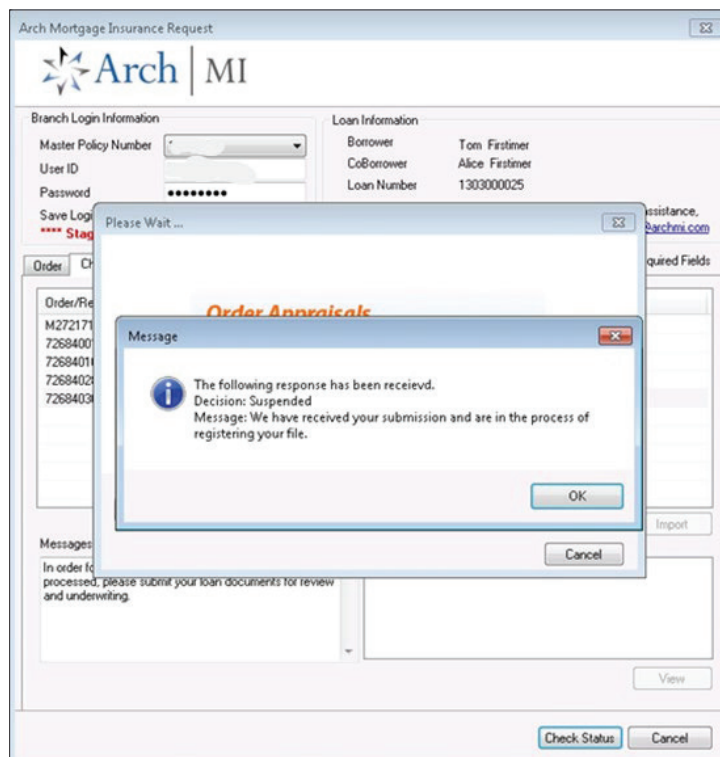 Arch Mortgage Insurance Request
Arch | MI
Branch Login Information
Master Policy Number
User ID
Password
Save Logi
**** Stag
Loan Information
Borrower Tom Firstimer
CoBorrower Alice Firstimer
Loan Number 1303000025
ssistance,
@archmi.com
Order Ch
quired Fields
Order/Re
M272171
7268400
7268401
7268402
7268403
Please Wait ...
Order Appraisals
Message
The following response has been receievd.
Decision: Suspended
Message: We have received your submission and are in the process of
registering your file.
OK
Cancel
Import
Messages
In order fo
processed, please submit your loan documents for review
and underwriting.
View
Check Status Cancel